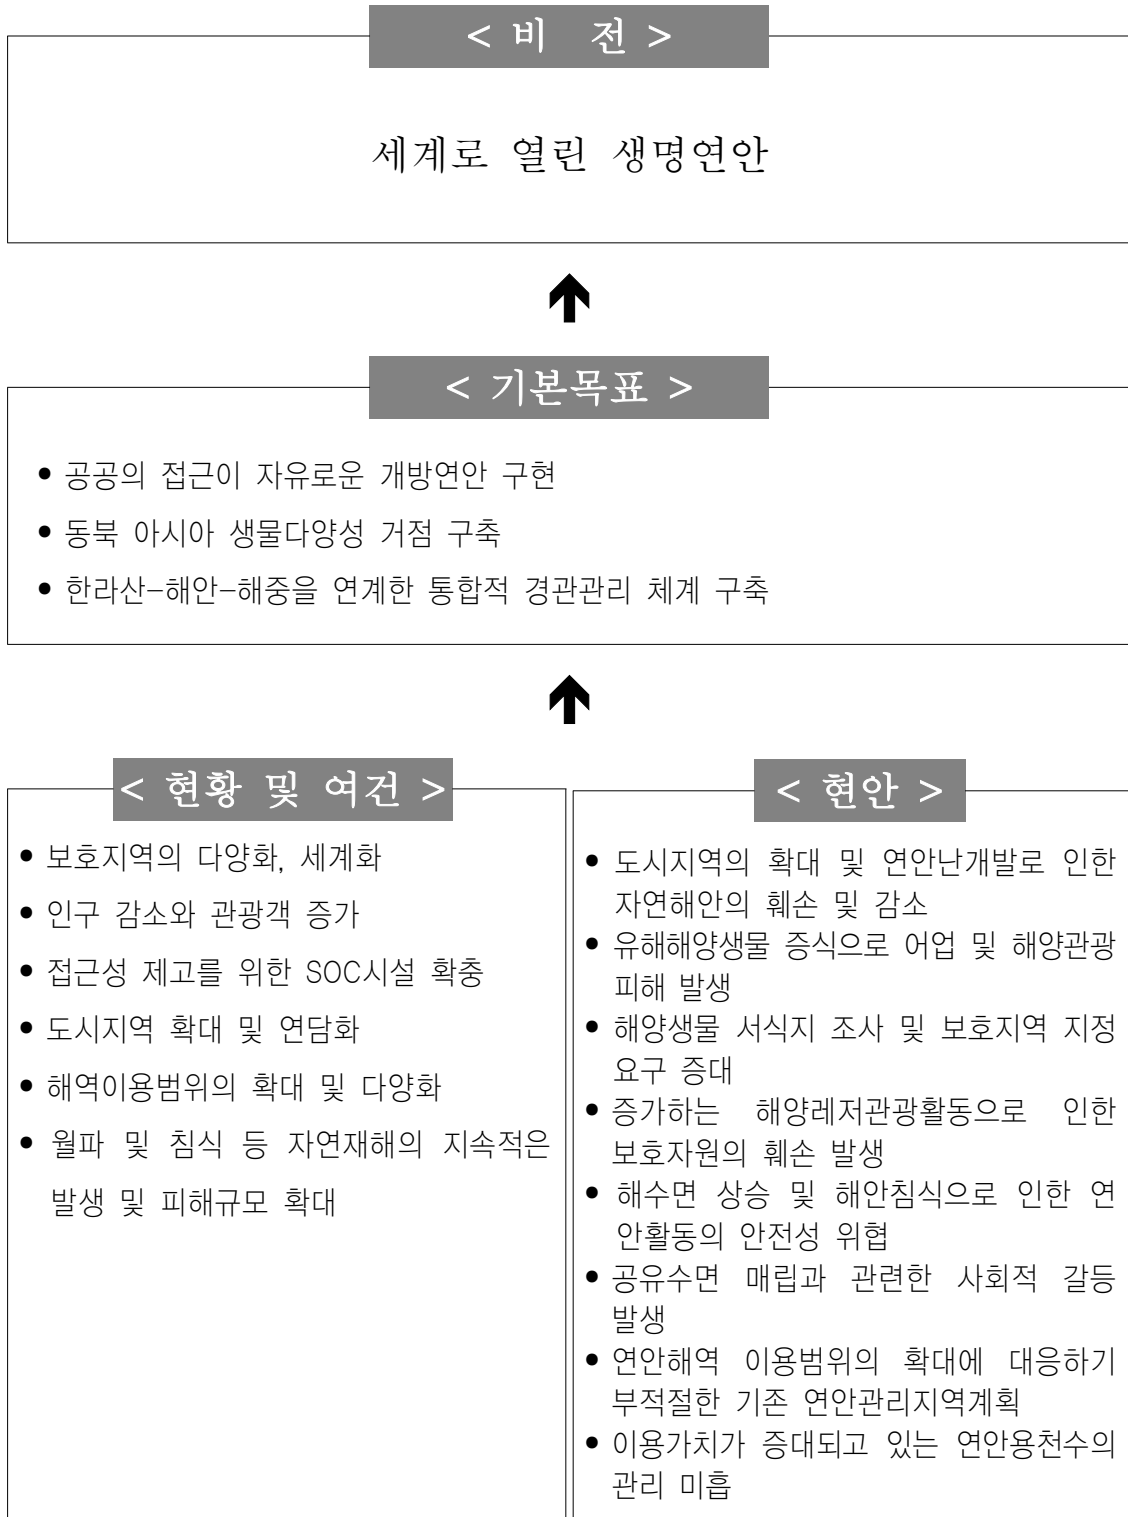 < 비 전 >
세계로 열린 생명연안
< 기본목표 >
• 공공의 접근이 자유로운 개방연안 구현
• 동북 아시아 생물다양성 거점 구축
• 한라산-해안-해중을 연계한 통합적 경관관리 체계 구축
< 현황 및 여건 >
• 보호지역의 다양화, 세계화
• 인구 감소와 관광객 증가
• 접근성 제고를 위한 SOC시설 확충
• 도시지역 확대 및 연담화
• 해역이용범위의 확대 및 다양화
• 월파 및 침식 등 자연재해의 지속적은
발생 및 피해규모 확대
< 현안 >
• 도시지역의 확대 및 연안난개발로 인한
자연해안의 훼손 및 감소
• 유해해양생물 증식으로 어업 및 해양관광
피해 발생
• 해양생물 서식지 조사 및 보호지역 지정
요구 증대
• 증가하는 해양레저관광활동으로 인한
보호자원의 훼손 발생
• 해수면 상승 및 해안침식으로 인한 연
안활동의 안전성 위협
• 공유수면 매립과 관련한 사회적 갈등
발생
• 연안해역 이용범위의 확대에 대응하기
부적절한 기존 연안관리지역계획
• 이용가치가 증대되고 있는 연안용천수의
관리 미흡